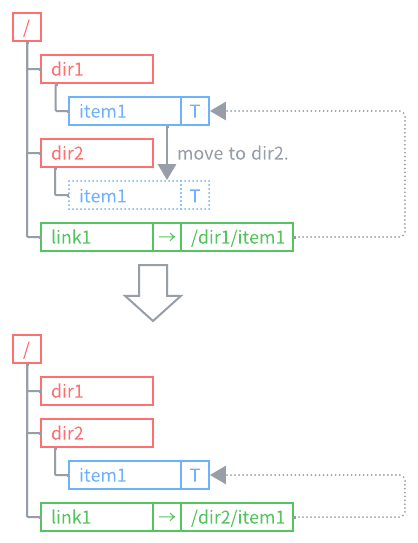 /
dir1
item1 T
dir2 move to dir2.
item1 T
link1 → /dir1/item1
/
dir1
dir2
item1 T
link1 → /dir2/item1